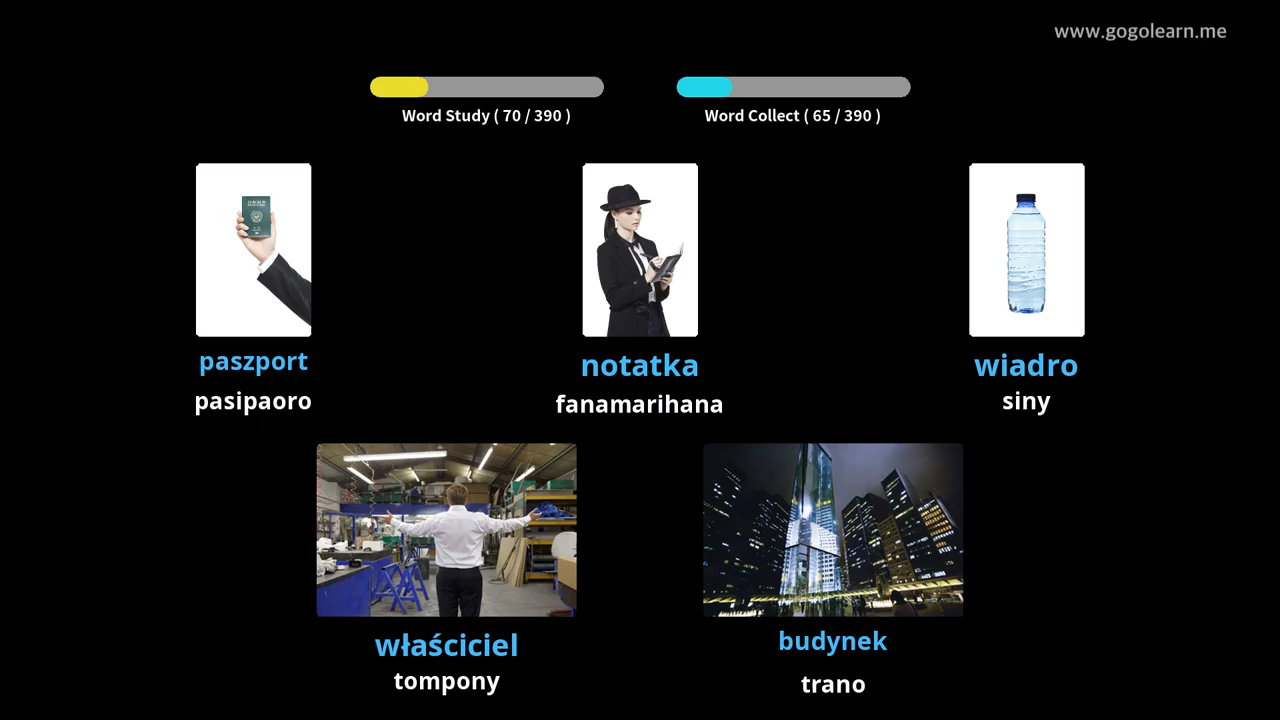 www.gogolearn.me
Word Study ( 70 / 390 )
Word Collect ( 65 / 390 )
paszport
pasipaoro
notatka
fanamarihana
wiadro
siny
właściciel
tompony
budynek
trano